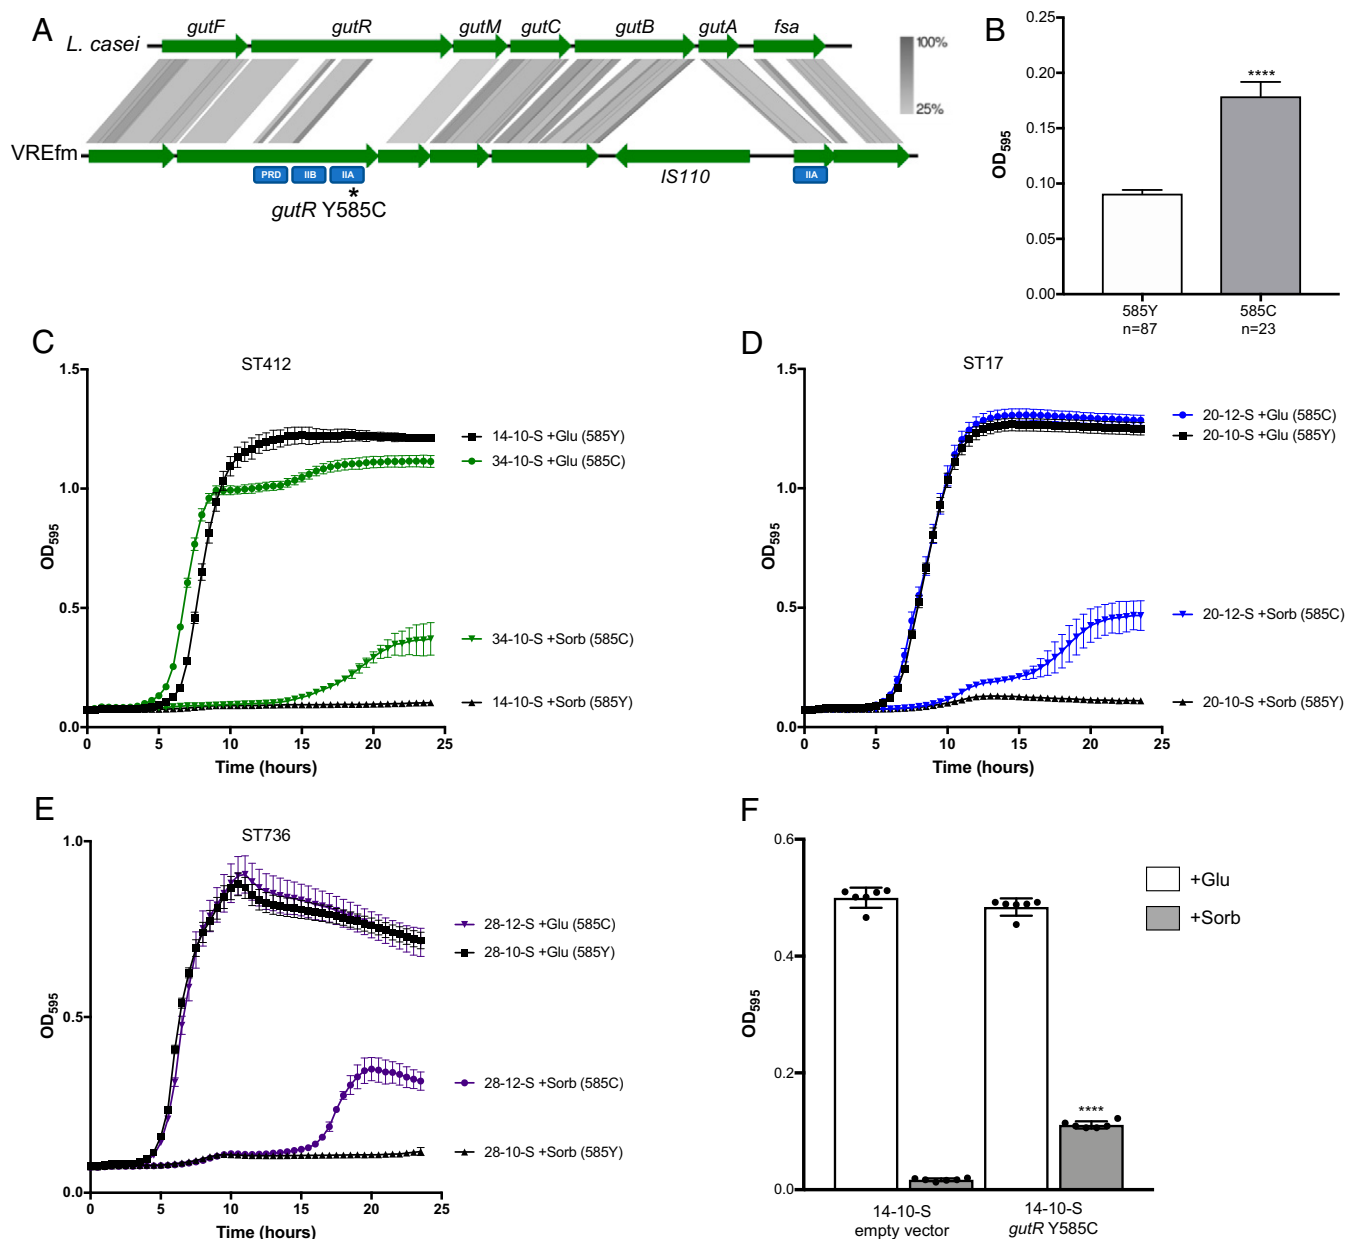 A
gutF gutR gutM gutC gutB gutA fsa
L. casei
100%
25%
VREfm
PRD IIB IIA IIA
IS110
*
gutR Y585C
B
0.25
0.20
0.15
0.10
0.05
0.00
OD595
****
585Y
n=87
585C
n=23
C
ST412
1.5
1.0
0.5
0.0
OD595
0 5 10 15 20 25
Time (hours)
14-10-S +Glu (585Y)
34-10-S +Glu (585C)
34-10-S +Sorb (585C)
14-10-S +Sorb (585Y)
D
ST17
1.5
1.0
0.5
0.0
OD595
0 5 10 15 20 25
Time (hours)
20-12-S +Glu (585C)
20-10-S +Glu (585Y)
20-12-S +Sorb (585C)
20-10-S +Sorb (585Y)
E
ST736
1.0
0.5
0.0
OD595
0 5 10 15 20 25
Time (hours)
28-12-S +Glu (585C)
28-10-S +Glu (585Y)
28-12-S +Sorb (585C)
28-10-S +Sorb (585Y)
F
0.6
0.4
0.2
0.0
OD595
****
+Glu
+Sorb
14-10-S
empty vector
14-10-S
gutR Y585C